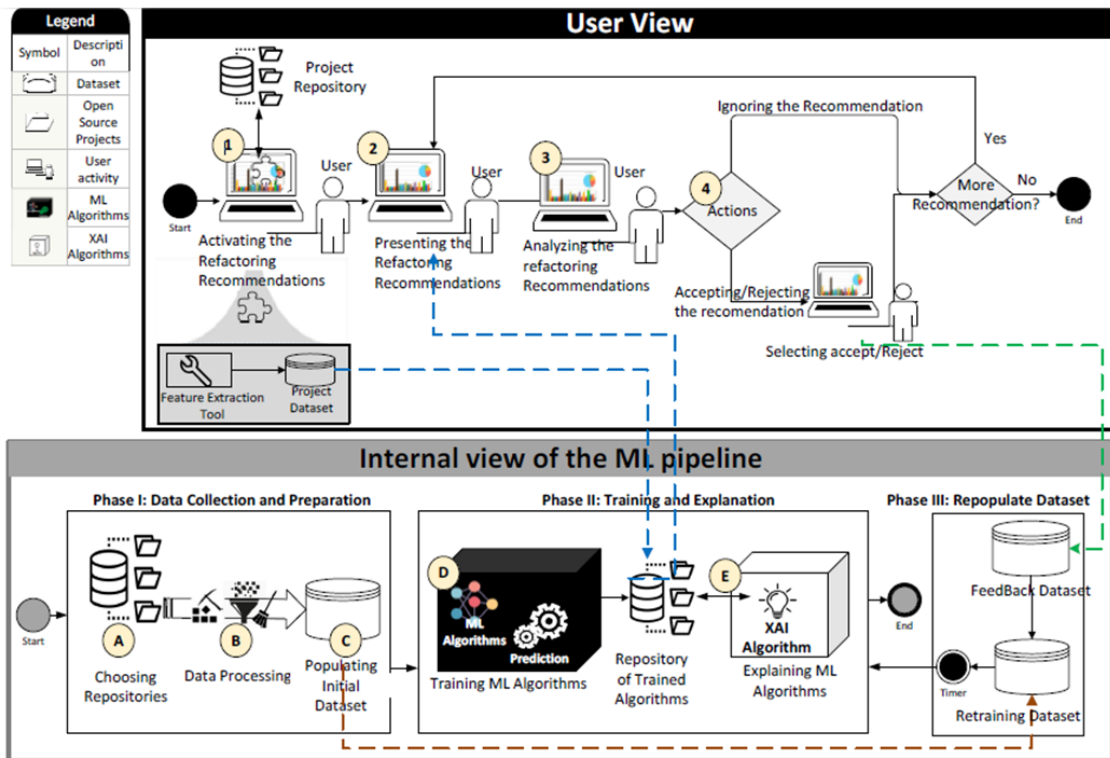 Legend
Symbol
Descripti
on
Dataset
Open
Source
Projects
User
activity
ML
Algorithms
XAI
Algorithms
User View
Project
Repository
1
2
3
4
User
User
User
Start
Activating the
Refactoring
Recommendations
Presenting the
Refactoring
Recommendations
Analyzing the
refactoring
Recommendations
Actions
Ignoring the Recommendation
Accepting/Rejecting
the recomendation
Selecting accept/Reject
Yes
More
Recommendation?
No
End
Feature Extraction
Tool
Project
Dataset
Internal view of the ML pipeline
Phase I: Data Collection and Preparation
Start
A
Choosing
Repositories
B
Data Processing
C
Populating
Initial
Dataset
Phase II: Training and Explanation
D
ML
Algorithms
Prediction
Training ML Algorithms
Repository
of Trained
Algorithms
E
XAI
Algorithm
Explaining ML
Algorithms
End
Phase III: Repopulate Dataset
FeedBack Dataset
Timer
Retraining Dataset